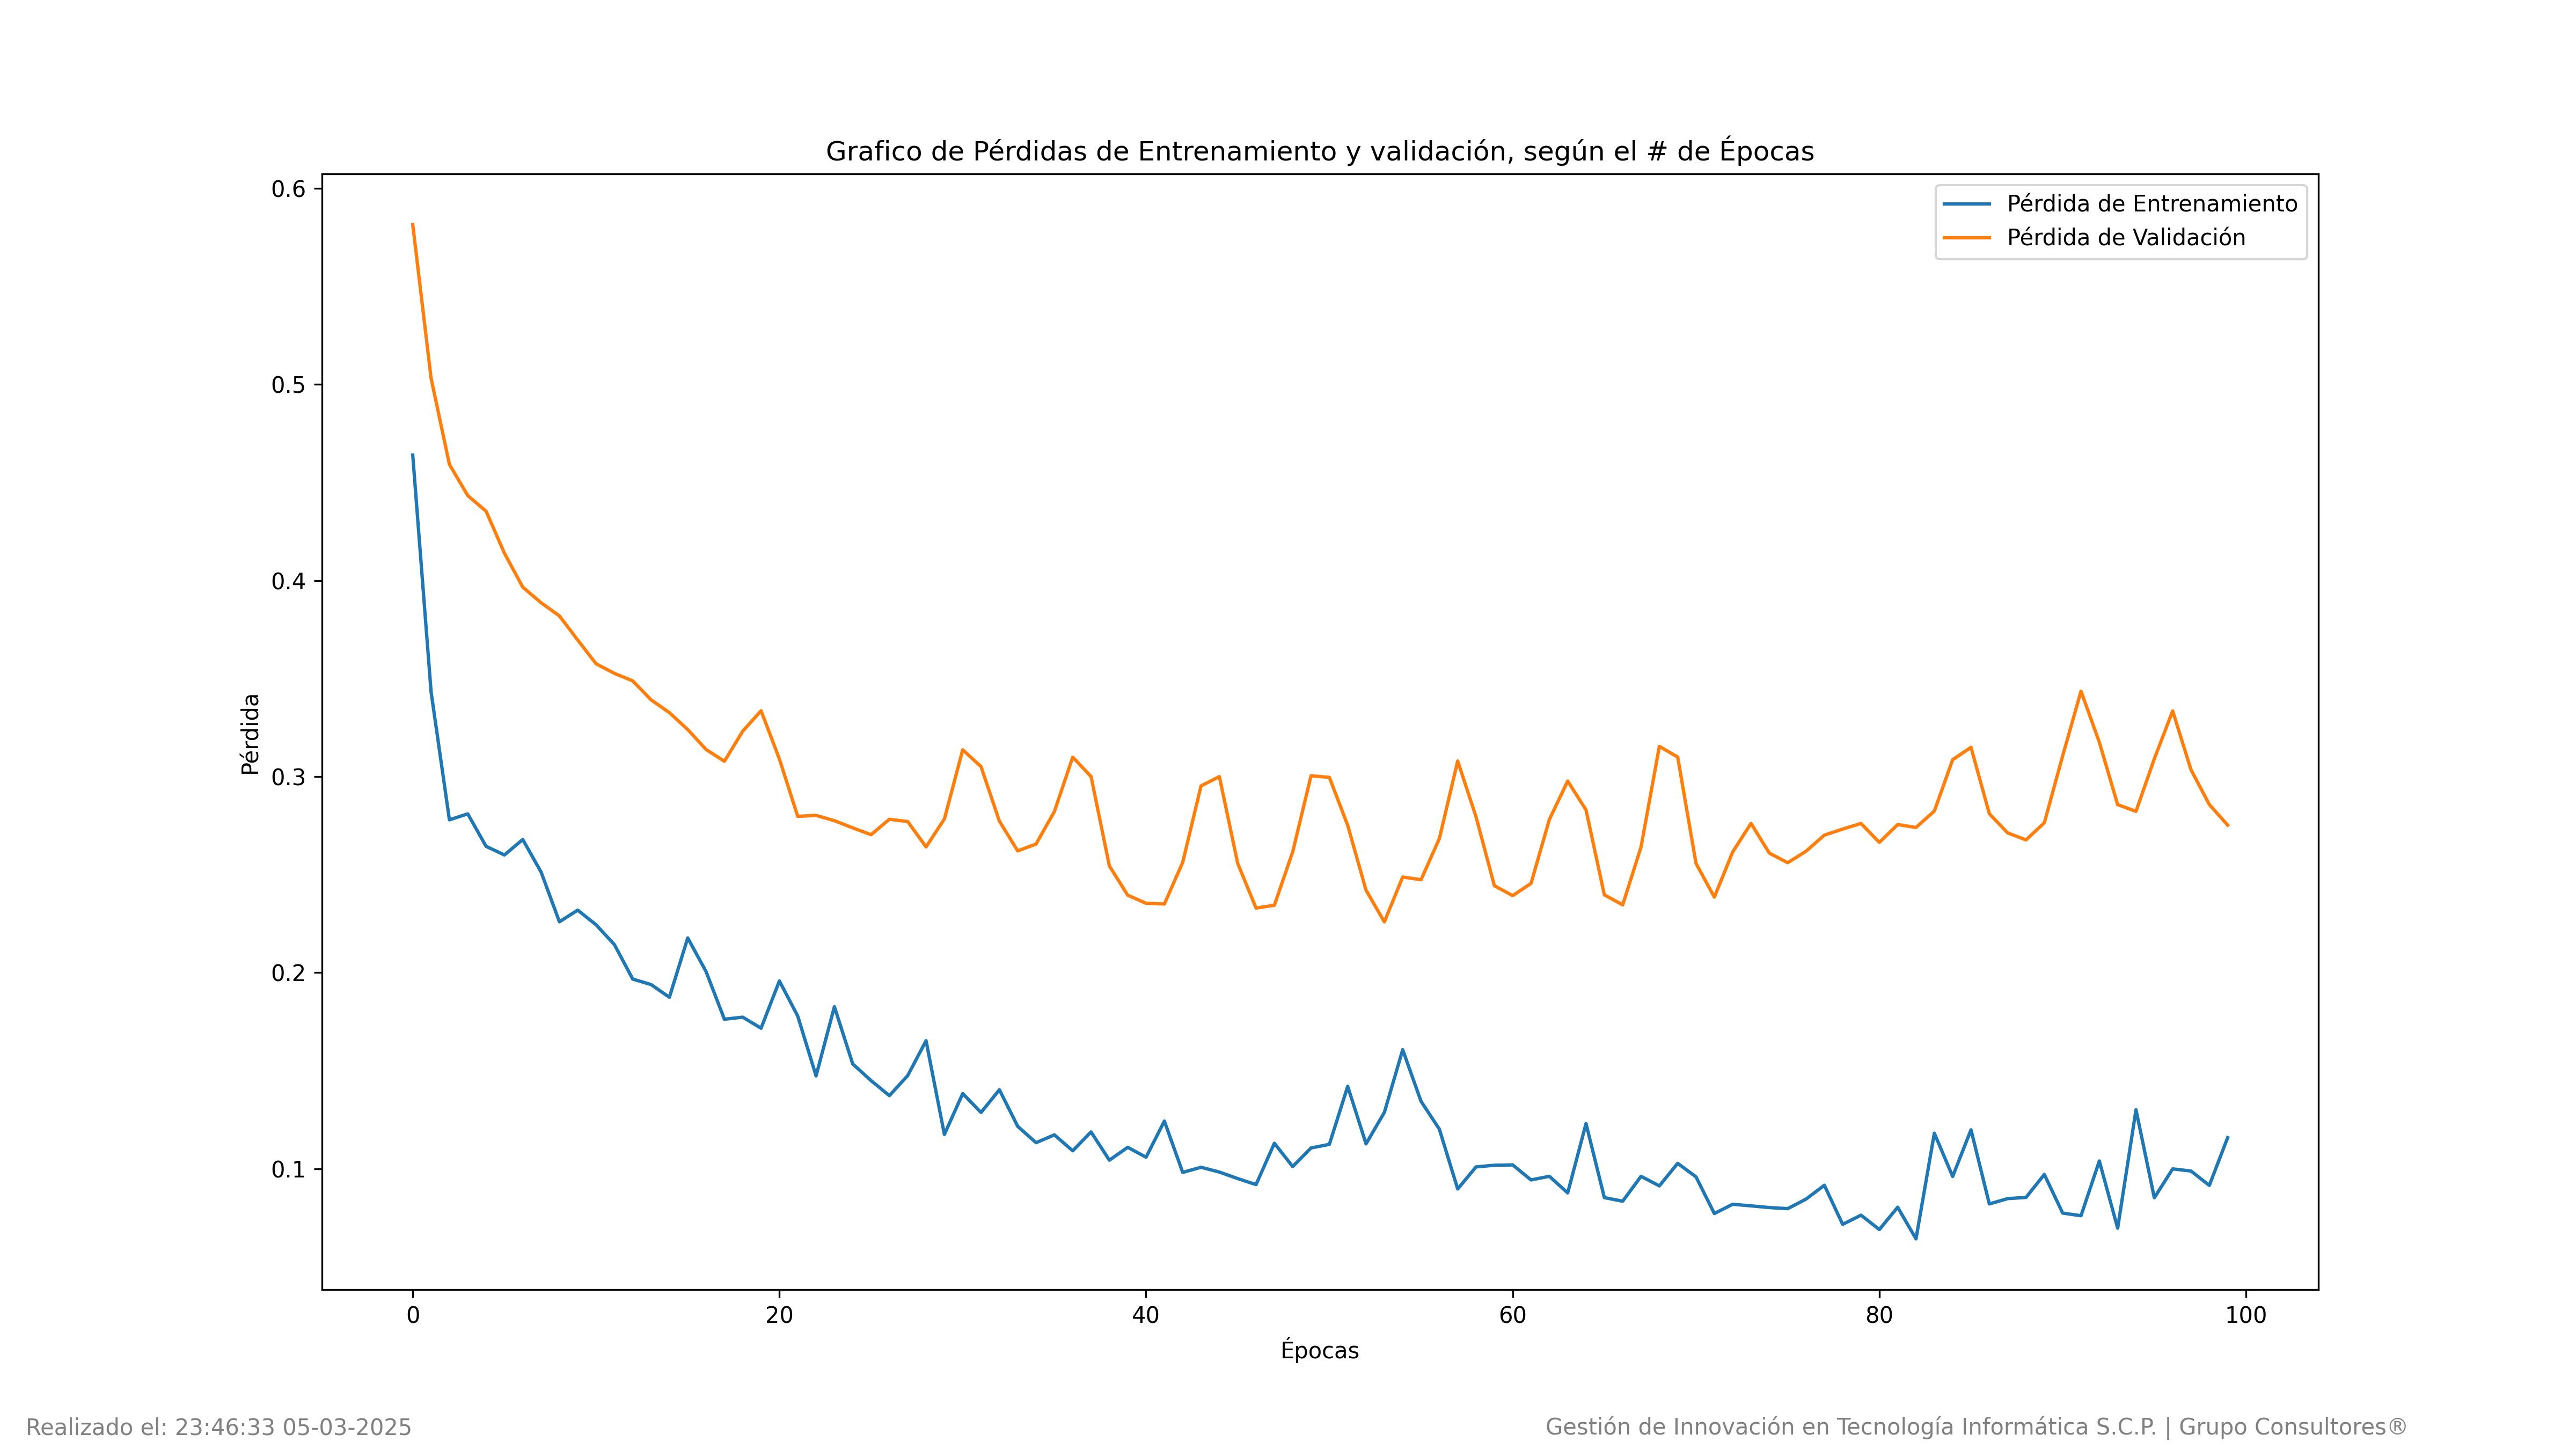 Grafico de Pérdidas de Entrenamiento y validación, según el # de Épocas
Pérdida de Entrenamiento
Pérdida de Validación
0.6
0.5
0.4
0.3
0.2
0.1
Pérdida
0 20 40 60 80 100
Épocas
Realizado el: 23:46:33 05-03-2025
Gestión de Innovación en Tecnología Informática S.C.P. | Grupo Consultores®